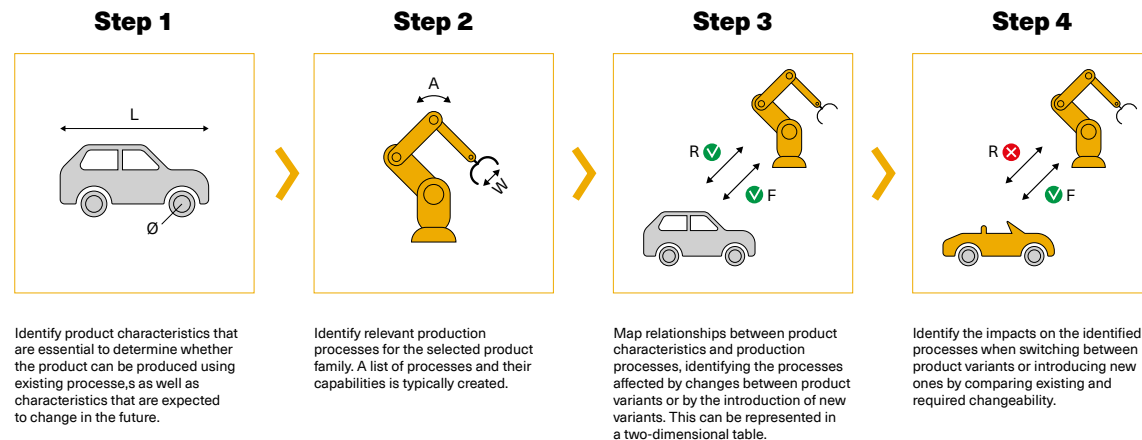 Step 1
L
Ø
Identify product characteristics that
are essential to determine whether
the product can be produced using
existing processe,s as well as
characteristics that are expected
to change in the future.
Step 2
A
W
Identify relevant production
processes for the selected product
family. A list of processes and their
capabilities is typically created.
Step 3
R
F
Map relationships between product
characteristics and production
processes, identifying the processes
affected by changes between product
variants or by the introduction of new
variants. This can be represented in
a two-dimensional table.
Step 4
R
F
Identify the impacts on the identified
processes when switching between
product variants or introducing new
ones by comparing existing and
required changeability.